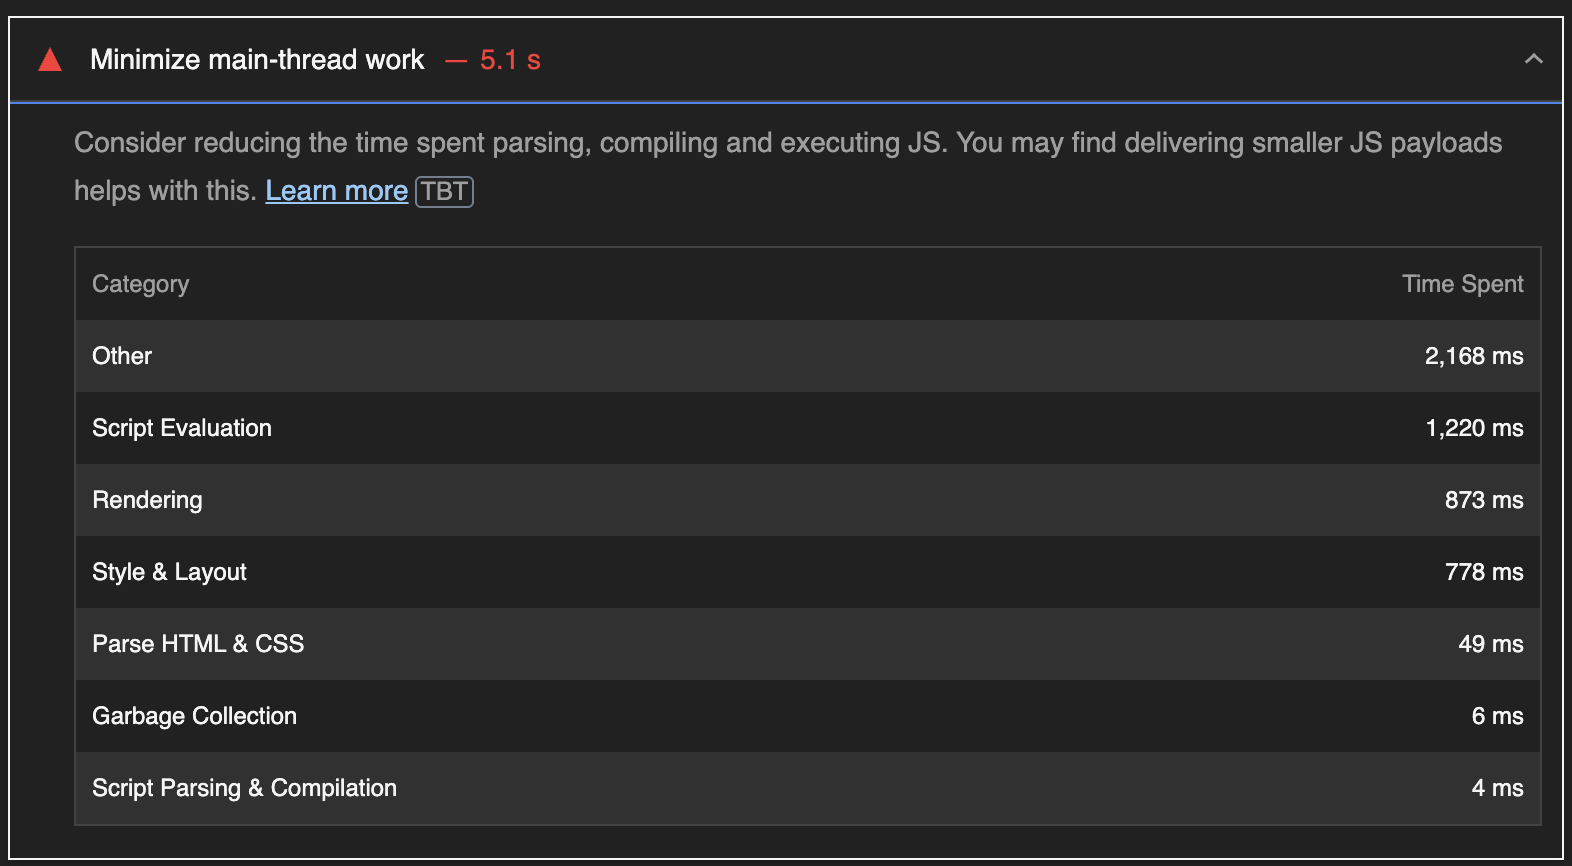 Minimize main-thread work — 5.1 s
Consider reducing the time spent parsing, compiling and executing JS. You may find delivering smaller JS payloads
helps with this. Learn more TBT
Category Time Spent
Other 2,168 ms
Script Evaluation 1,220 ms
Rendering 873 ms
Style & Layout 778 ms
Parse HTML & CSS 49 ms
Garbage Collection 6 ms
Script Parsing & Compilation 4 ms